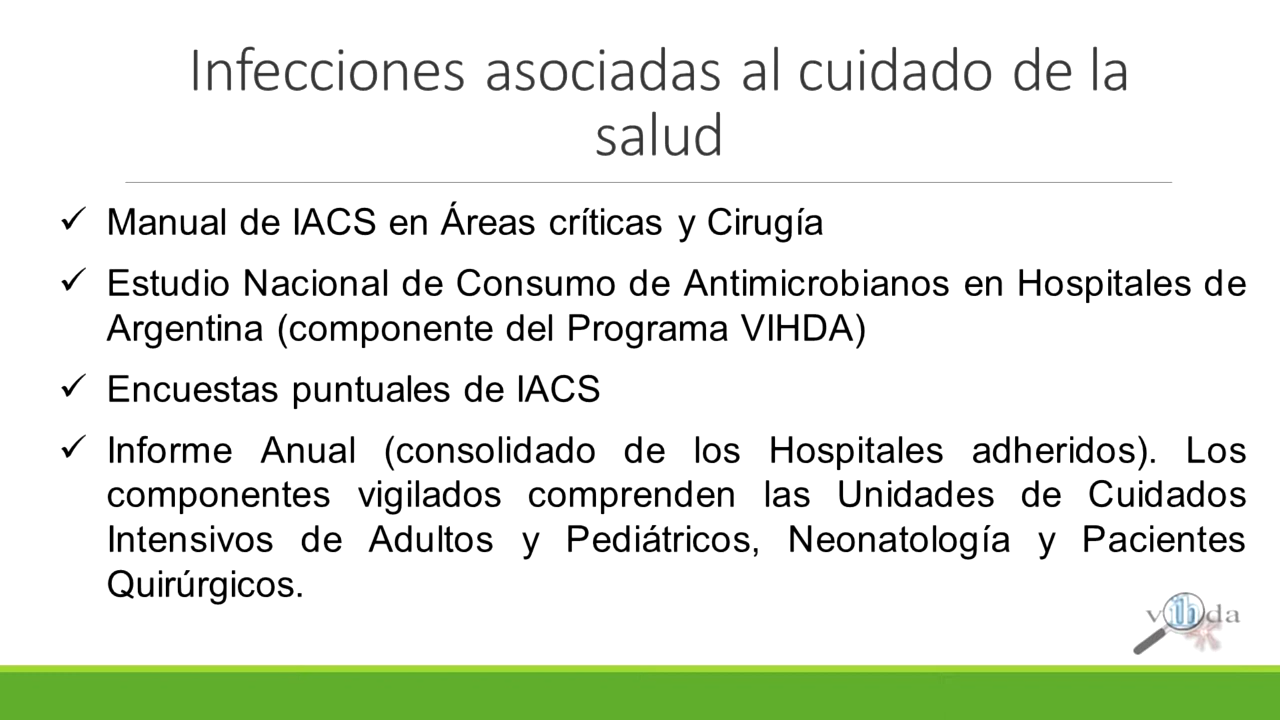 Infecciones asociadas al cuidado de la
salud
✓ Manual de IACS en Áreas críticas y Cirugía
✓ Estudio Nacional de Consumo de Antimicrobianos en Hospitales de
Argentina (componente del Programa VIHDA)
✓ Encuestas puntuales de IACS
✓ Informe Anual (consolidado de los Hospitales adheridos). Los
componentes vigilados comprenden las Unidades de Cuidados
Intensivos de Adultos y Pediátricos, Neonatología y Pacientes
Quirúrgicos.
vihda